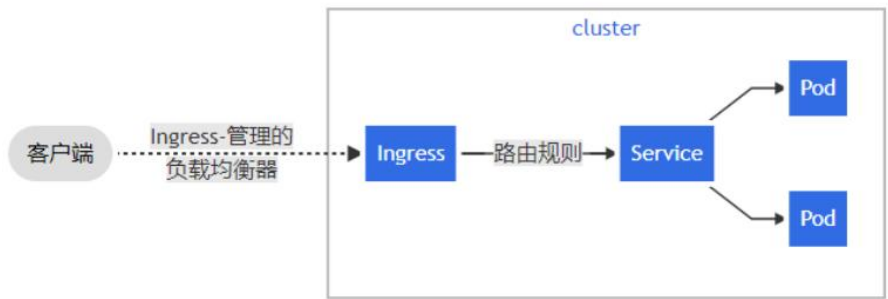 cluster
Pod
客户端
Ingress-管理的
负载均衡器
Ingress
路由规则
Service
Pod